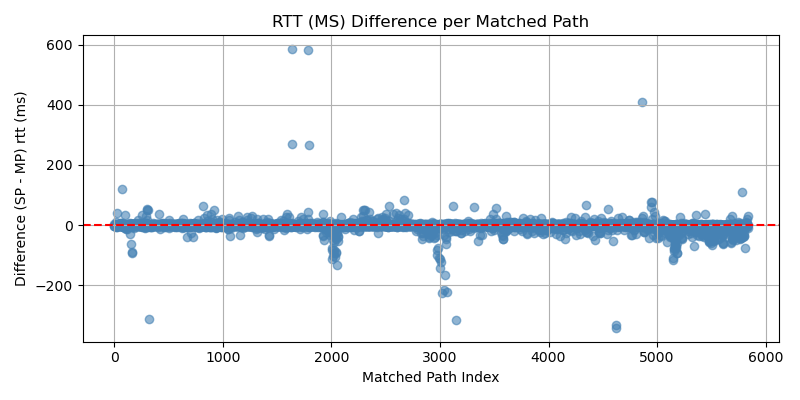 RTT (MS) Difference per Matched Path
Difference (SP - MP) rtt (ms)
600
400
200
0
−200
0 1000 2000 3000 4000 5000 6000
Matched Path Index